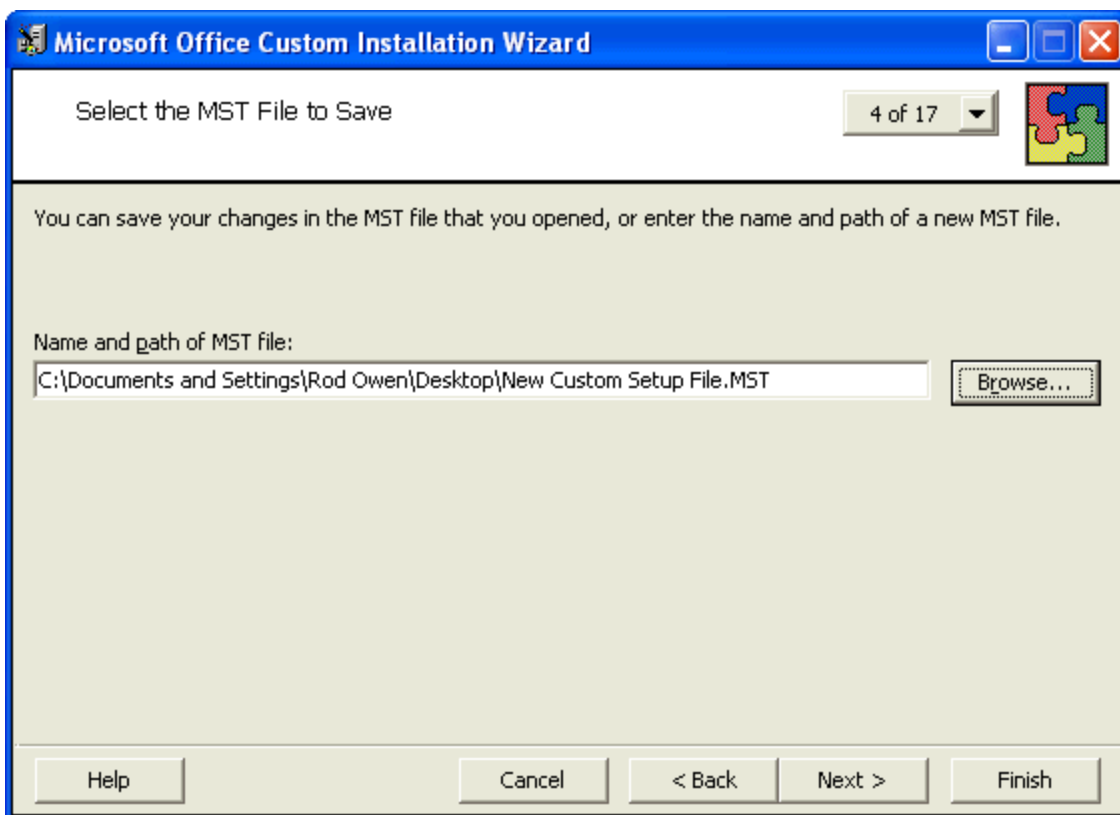 Microsoft Office Custom Installation Wizard
Select the MST File to Save
4 of 17
You can save your changes in the MST file that you opened, or enter the name and path of a new MST file.
Name and path of MST file:
C:\Documents and Settings\Rod Owen\Desktop\New Custom Setup File.MST
Browse...
Help
Cancel
< Back
Next >
Finish